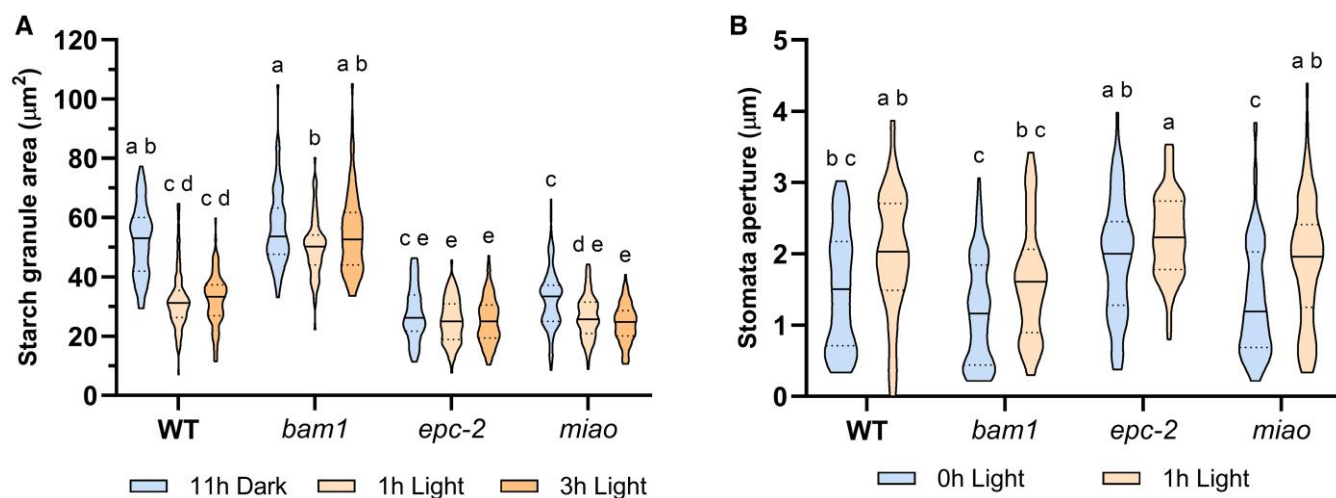 A
Starch granule area (μm²)
120
100
80
60
40
20
0
a b
c d
c d
a
b
a b
c e
e
e
c
d e
e
WT
bam1
epc-2
miao
11h Dark
1h Light
3h Light
B
Stomata aperture (μm)
5
4
3
2
1
0
b c
a b
c
b c
a b
a
c
a b
WT
bam1
epc-2
miao
0h Light
1h Light